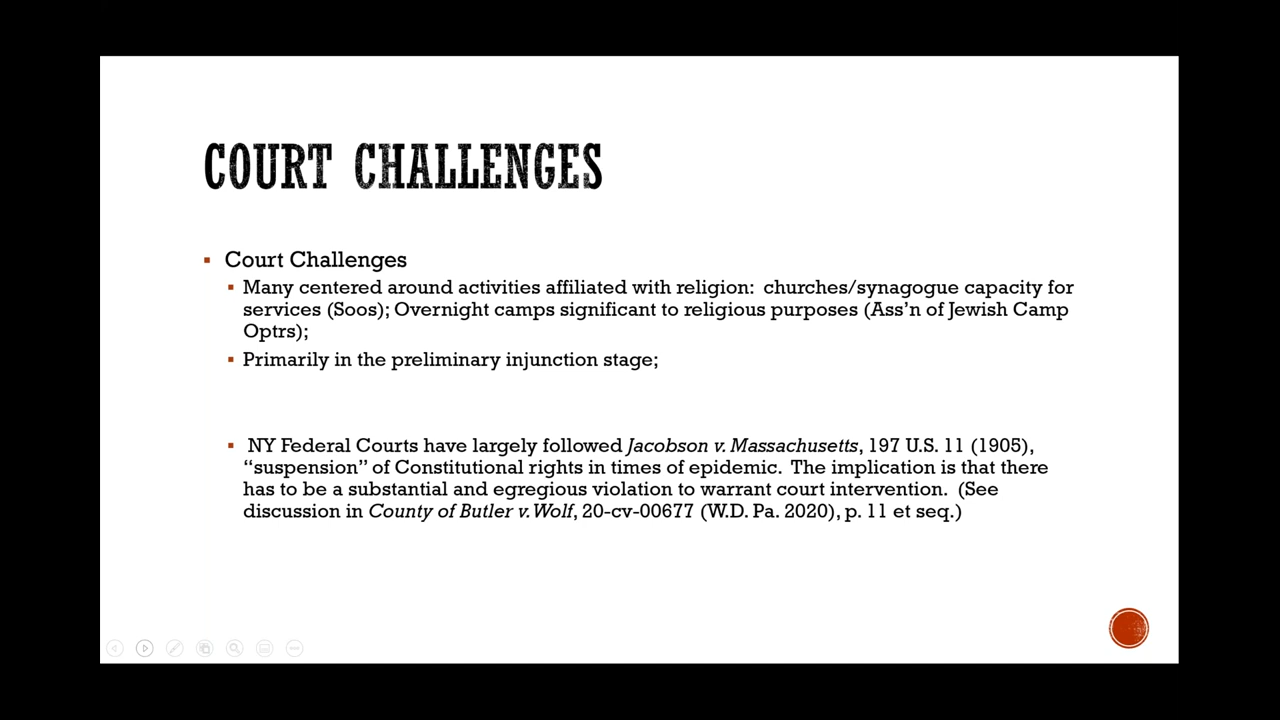 COURT CHALLENGES
Court Challenges
Many centered around activities affiliated with religion: churches/synagogue capacity for
services (Soos); Overnight camps significant to religious purposes (Ass’n of Jewish Camp
Optrs);
Primarily in the preliminary injunction stage;
NY Federal Courts have largely followed Jacobson v. Massachusetts, 197 U.S. 11 (1905),
“suspension” of Constitutional rights in times of epidemic. The implication is that there
has to be a substantial and egregious violation to warrant court intervention. (See
discussion in County of Butler v. Wolf, 20-cv-00677 (W.D. Pa. 2020), p. 11 et seq.)